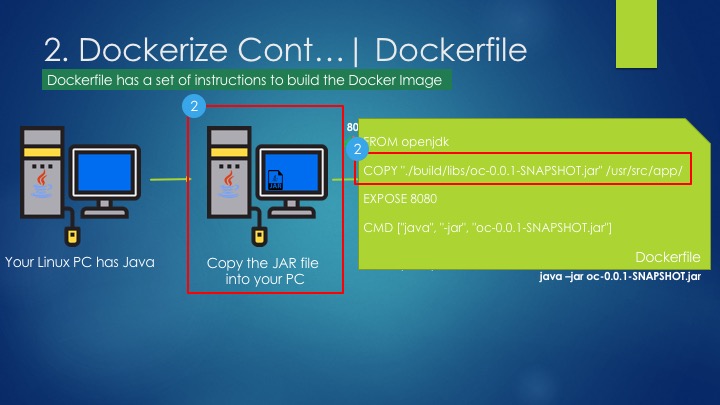 2. Dockerize Cont…| Dockerfile
Dockerfile has a set of instructions to build the Docker Image
2
80
2
FROM openjdk
COPY "./build/libs/oc-0.0.1-SNAPSHOT.jar" /usr/src/app/
EXPOSE 8080
CMD ["java", "-jar", "oc-0.0.1-SNAPSHOT.jar"]
Dockerfile
JAR
Your Linux PC has Java
Copy the JAR file
into your PC
java –jar oc-0.0.1-SNAPSHOT.jar